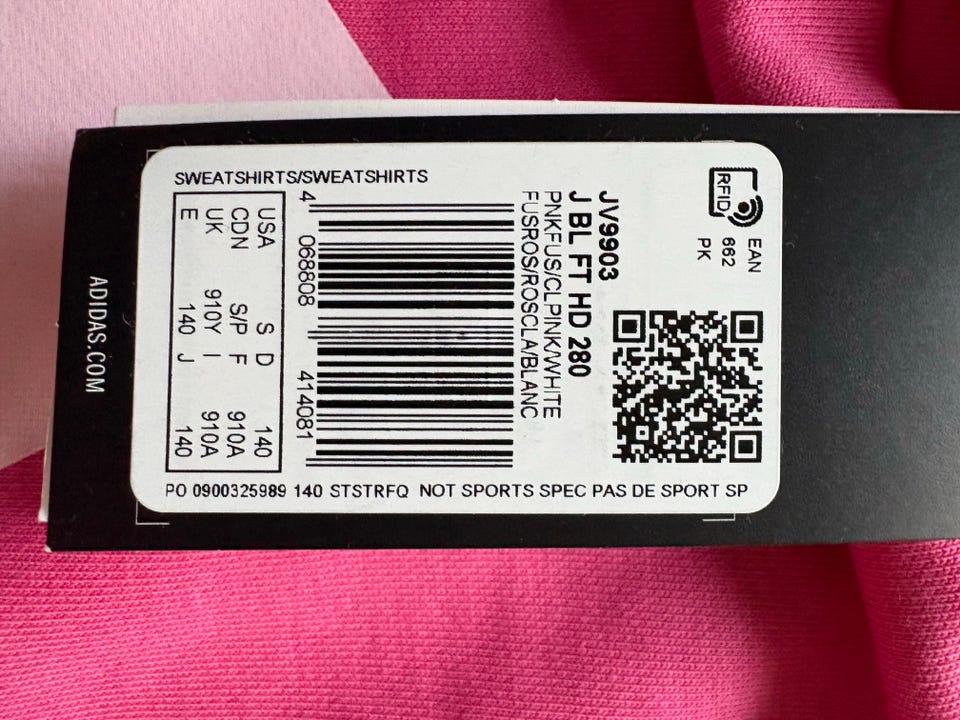 SWEATSHIRTS/SWEATSHIRTS
RFID
EAN
662
PK
JV9903
J BL FT HD 280
PNKFUS/CLPINK/WHITE
FUSROS/ROSCLA/BLANC
4 068808 414081
USA S D 140
CDN S/P F 910A
UK 910Y I 910A
E 140 J 140
PO 0900325989 140 STSTRFQ NOT SPORTS SPEC PAS DE SPORT SP
ADIDAS.COM